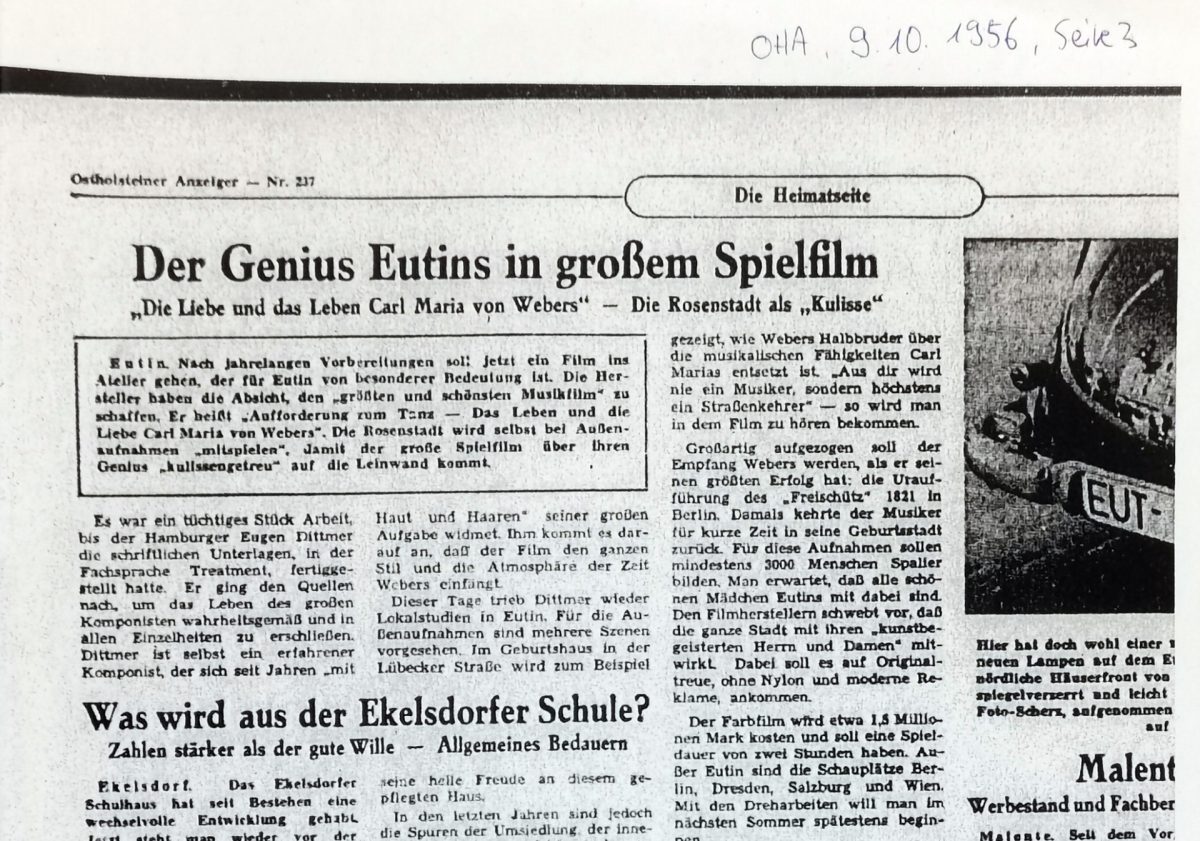 OHA, 9.10.1956, Seite 3
Ostholsteiner Anzeiger — Nr. 237
Die Heimatseite
Der Genius Eutins in großem Spielfilm
„Die Liebe und das Leben Carl Maria von Webers“ — Die Rosenstadt als „Kulisse“
Eutin. Nach jahrelangen Vorbereitungen soll jetzt ein Film ins
Atelier gehen, der für Eutin von besonderer Bedeutung ist. Die Her-
steller haben die Absicht, den „größten und schönsten Musikfilm“ zu
schaffen. Er heißt „Aufforderung zum Tanz — Das Leben und die
Liebe Carl Maria von Webers“. Die Rosenstadt wird selbst bei Außen-
aufnahmen „mitspielen“, damit der große Spielfilm über ihren
Genius „kulissengetreu“ auf die Leinwand kommt.
Es war ein tüchtiges Stück Arbeit,
bis der Hamburger Eugen Dittmer
die schriftlichen Unterlagen, in der
Fachsprache Treatment, fertigge-
stellt hatte. Er ging den Quellen
nach, um das Leben des großen
Komponisten wahrheitsgemäß und in
allen Einzelheiten zu erschließen.
Dittmer ist selbst ein erfahrener
Komponist, der sich seit Jahren „mit
Haut und Haaren“ seiner großen
Aufgabe widmet. Ihm kommt es dar-
auf an, daß der Film den ganzen
Stil und die Atmosphäre der Zeit
Webers einfängt.
Dieser Tage trieb Dittmer wieder
Lokalstudien in Eutin. Für die Au-
ßenaufnahmen sind mehrere Szenen
vorgesehen. Im Geburtshaus in der
Lübecker Straße wird zum Beispiel
gezeigt, wie Webers Halbbruder über
die musikalischen Fähigkeiten Carl
Marias entsetzt ist. „Aus dir wird
nie ein Musiker, sondern höchstens
ein Straßenkehrer“ — so wird man
in dem Film zu hören bekommen.
Großartig aufgezogen soll der
Empfang Webers werden, als er sei-
nen größten Erfolg hat: die Urauf-
führung des „Freischütz“ 1821 in
Berlin. Damals kehrte der Musiker
für kurze Zeit in seine Geburtsstadt
zurück. Für diese Aufnahmen sollen
mindestens 3000 Menschen Spalier
bilden. Man erwartet, daß alle schö-
nen Mädchen Eutins mit dabei sind.
Den Filmherstellern schwebt vor, daß
die ganze Stadt mit ihren „kunstbe-
geisterten Herrn und Damen“ mit-
wirkt. Dabei soll es auf Original-
treue, ohne Nylon und moderne Re-
klame, ankommen.
Der Farbfilm wird etwa 1,8 Millio-
nen Mark kosten und soll eine Spiel-
dauer von zwei Stunden haben. Au-
ßer Eutin sind die Schauplätze Ber-
lin, Dresden, Salzburg und Wien.
Mit den Dreharbeiten will man im
nächsten Sommer spätestens begin-
nen.
Was wird aus der Ekelsdorfer Schule?
Zahlen stärker als der gute Wille — Allgemeines Bedauern
Ekelsdorf. Das Ekelsdorfer
Schulhaus hat seit Bestehen eine
wechselvolle Entwicklung gehabt.
Jetzt steht man wieder vor der
seine helle Freude an diesem ge-
pflegten Haus.
In den letzten Jahren sind jedoch
die Spuren der Umsiedlung, der inne-
EUT-
Hier hat doch wohl einer
neuen Lampen auf dem
nördliche Häuserfront von
spiegelverzerrt und leicht
Foto-Scherz, aufgenommen
auf
Malent
Werbestand und Fachber
Malente. Seit dem Vor